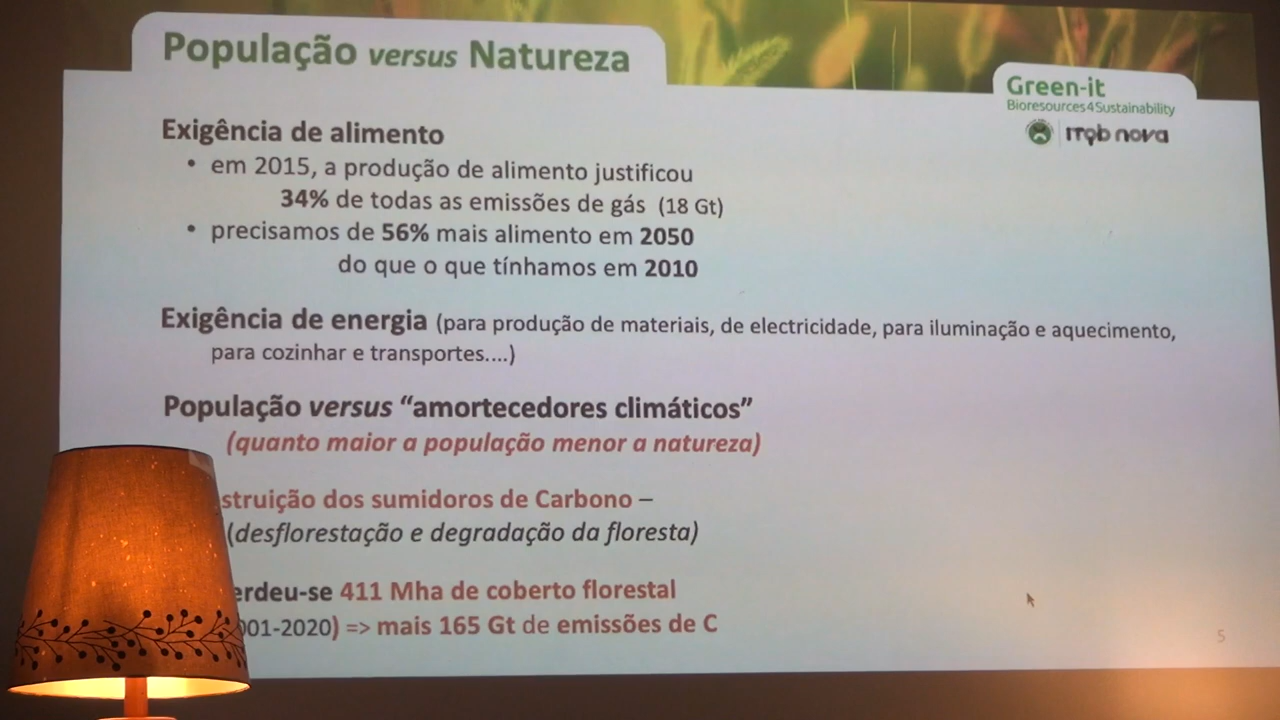 População versus Natureza
Green-it
Bioresources4Sustainability
itqb nova
Exigência de alimento
• em 2015, a produção de alimento justificou
34% de todas as emissões de gás (18 Gt)
• precisamos de 56% mais alimento em 2050
do que o que tínhamos em 2010
Exigência de energia (para produção de materiais, de electricidade, para iluminação e aquecimento,
para cozinhar e transportes....)
População versus “amortecedores climáticos”
(quanto maior a população menor a natureza)
struição dos sumidoros de Carbono –
(desflorestação e degradação da floresta)
erdeu-se 411 Mha de coberto florestal
001-2020) => mais 165 Gt de emissões de C
5